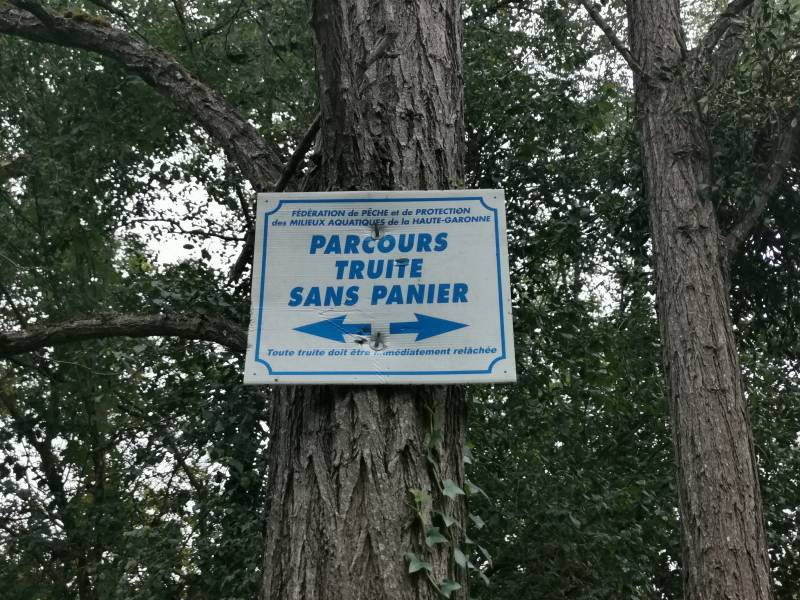 FÉDÉRATION de PÊCHE et de PROTECTION
des MILIEUX AQUATIQUES de la HAUTE-GARONNE
PARCOURS
TRUITE
SANS PANIER
Toute truite doit être immédiatement relâchée